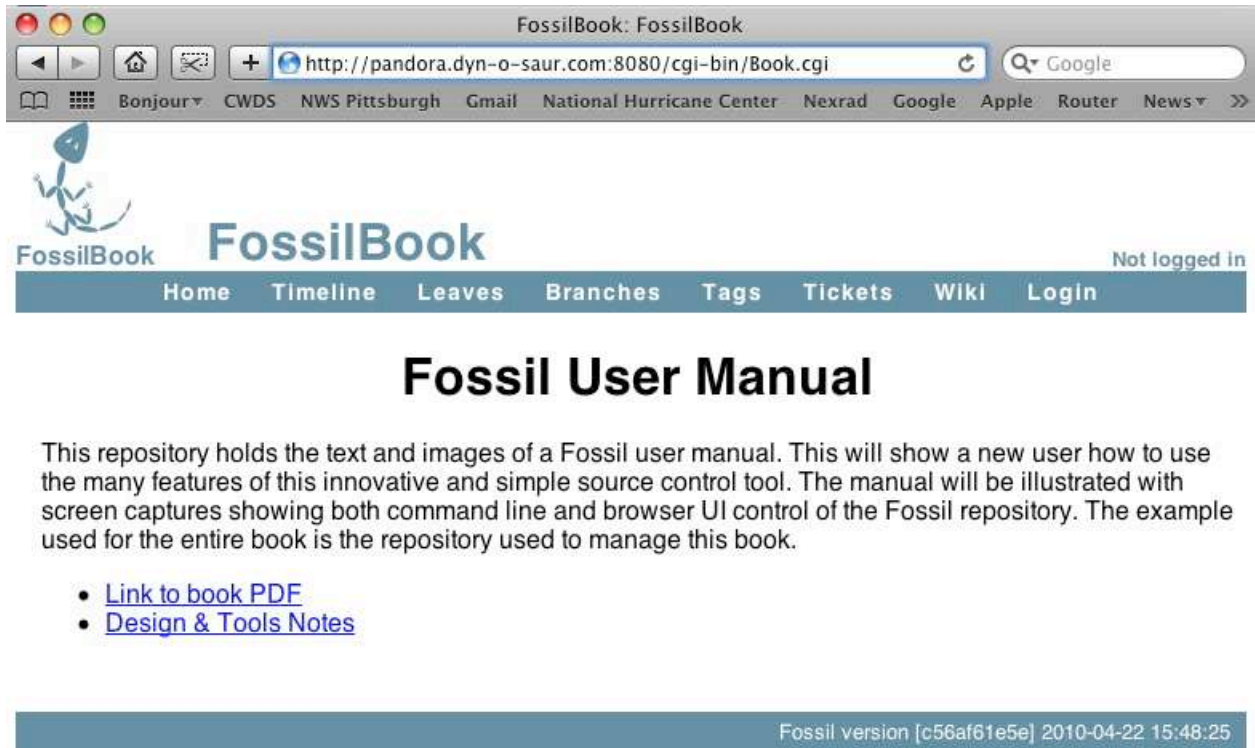 FossilBook: FossilBook
http://pandora.dyn-o-saur.com:8080/cgi-bin/Book.cgi
Google
Bonjour CWDS NWS Pittsburgh Gmail National Hurricane Center Nexrad Google Apple Router News
FossilBook
FossilBook
Not logged in
Home Timeline Leaves Branches Tags Tickets Wiki Login
Fossil User Manual
This repository holds the text and images of a Fossil user manual. This will show a new user how to use
the many features of this innovative and simple source control tool. The manual will be illustrated with
screen captures showing both command line and browser UI control of the Fossil repository. The example
used for the entire book is the repository used to manage this book.
• Link to book PDF
• Design & Tools Notes
Fossil version [c56af61e5e] 2010-04-22 15:48:25